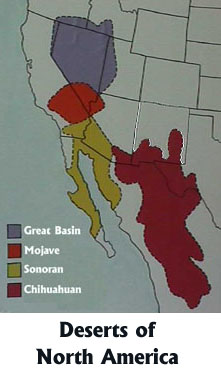 Great Basin
Mojave
Sonoran
Chihuahuan
Deserts of
North America